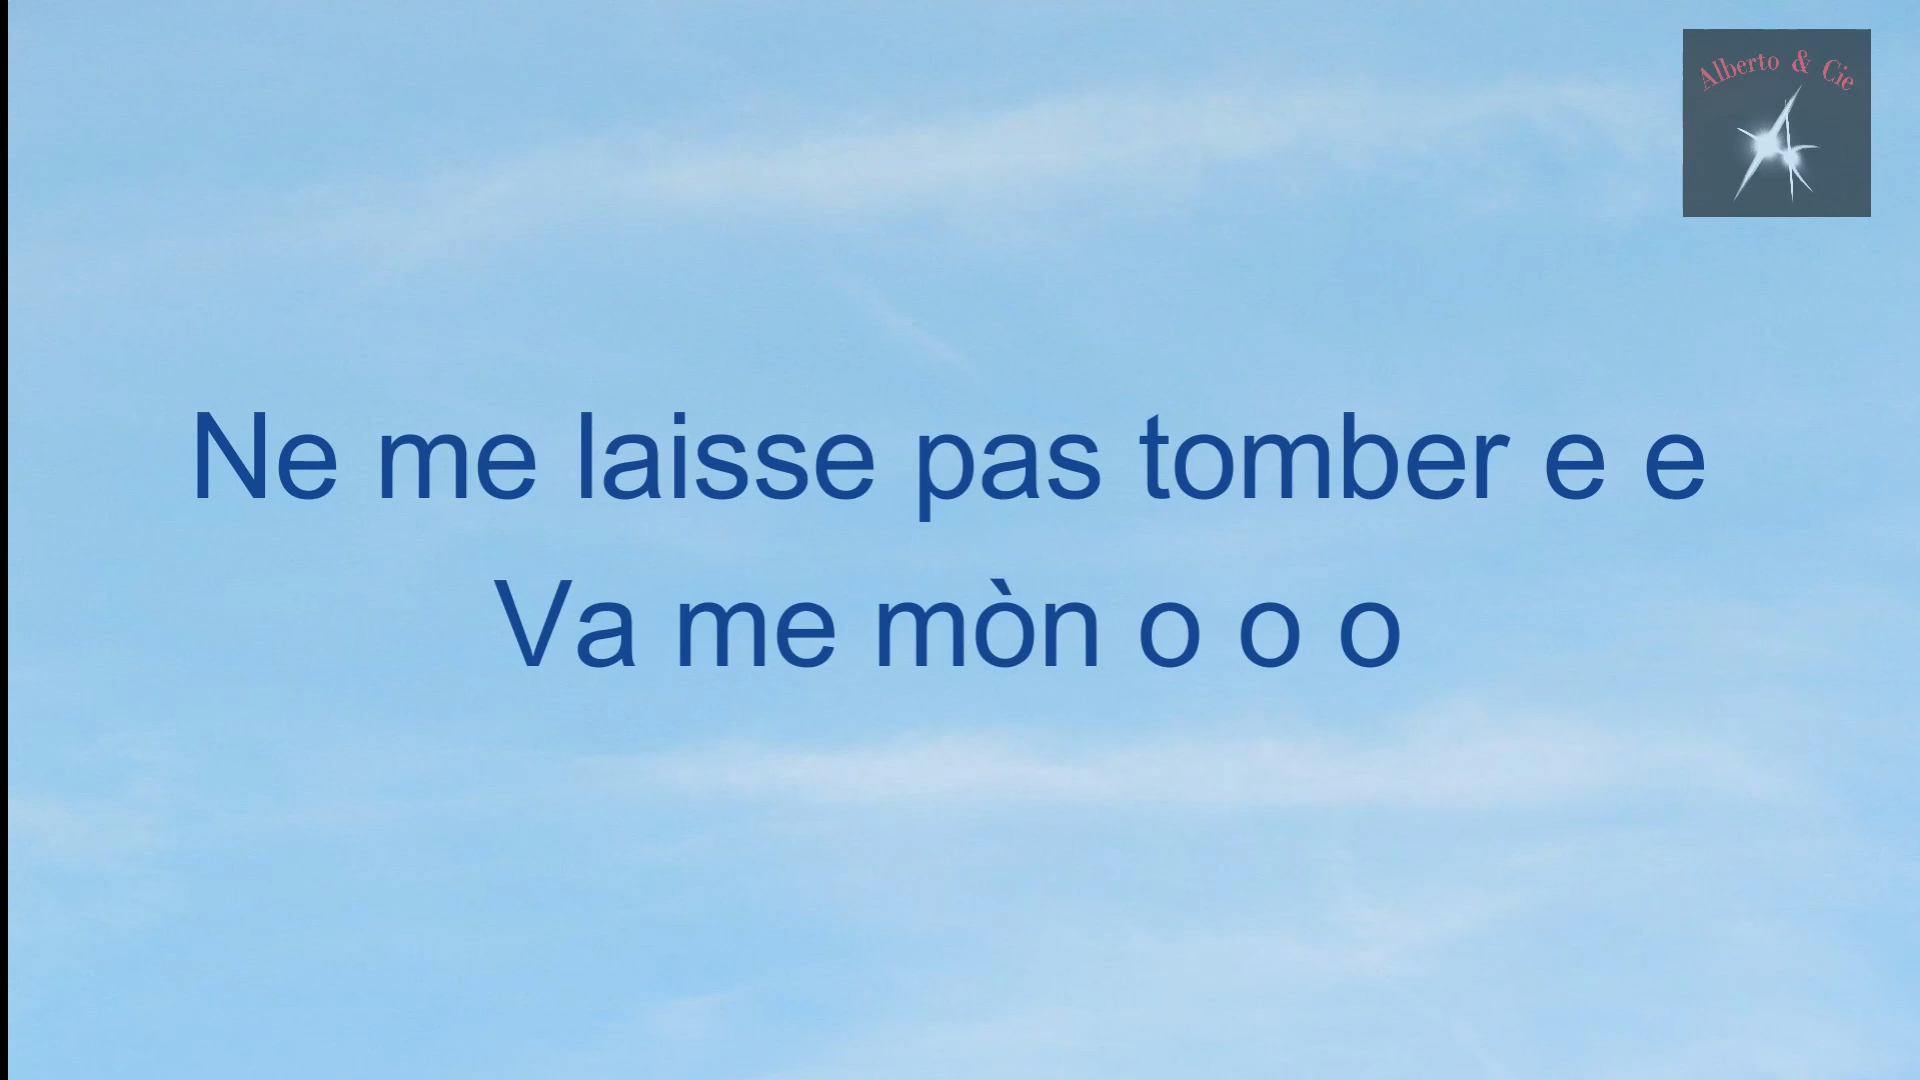 Alberto & Cie
Ne me laisse pas tomber e e
Va me mòn o o o